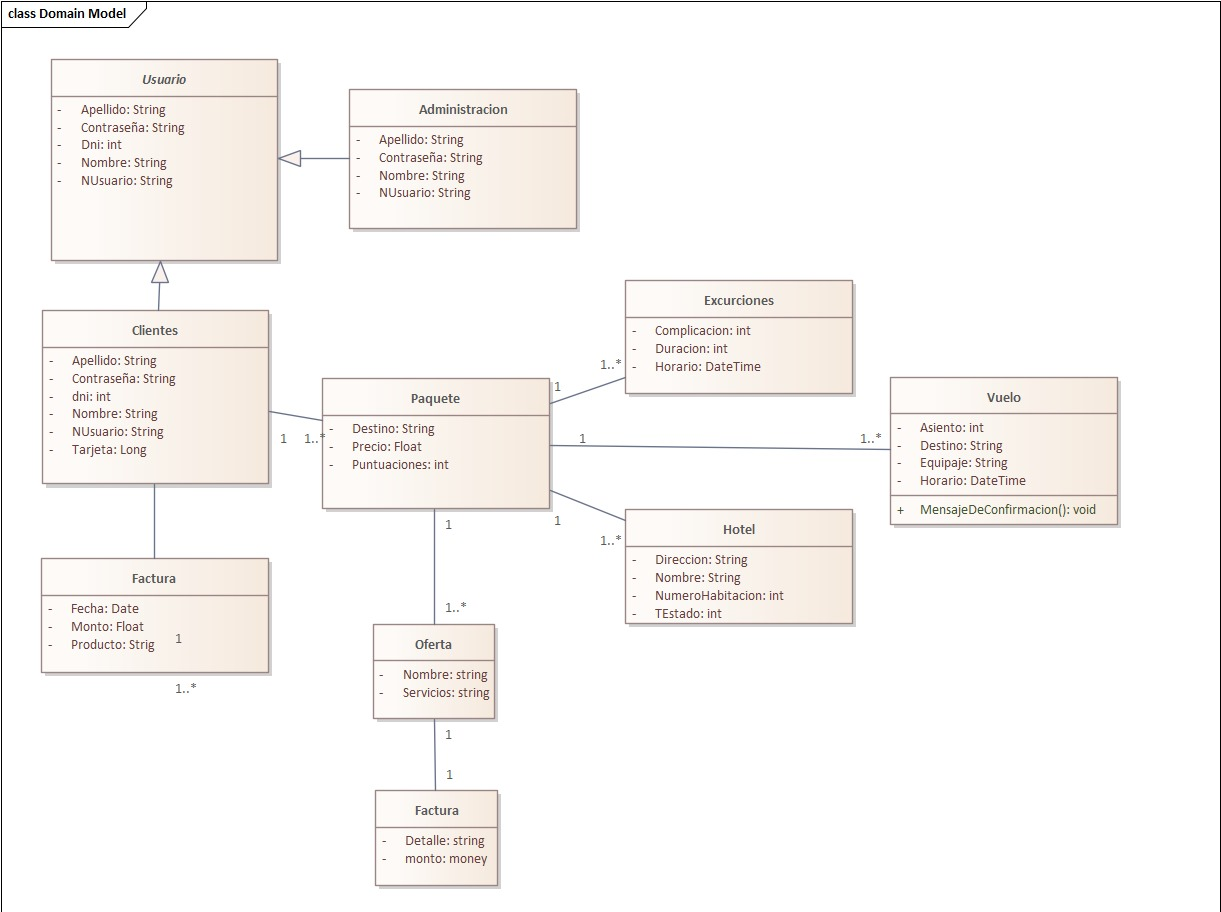 class Domain Model
Usuario
- Apellido: String
- Contraseña: String
- Dni: int
- Nombre: String
- NUsuario: String
Administracion
- Apellido: String
- Contraseña: String
- Nombre: String
- NUsuario: String
Clientes
- Apellido: String
- Contraseña: String
- dni: int
- Nombre: String
- NUsuario: String
- Tarjeta: Long
1
1..*
Paquete
- Destino: String
- Precio: Float
- Puntuaciones: int
1
1..*
Excurciones
- Complicacion: int
- Duracion: int
- Horario: DateTime
1
1..*
Vuelo
- Asiento: int
- Destino: String
- Equipaje: String
- Horario: DateTime
+ MensajeDeConfirmacion(): void
1
1..*
Hotel
- Direccion: String
- Nombre: String
- NumeroHabitacion: int
- TEstado: int
Factura
- Fecha: Date
- Monto: Float
- Producto: Strig
1
1..*
1
1..*
Oferta
- Nombre: string
- Servicios: string
1
1
Factura
- Detalle: string
- monto: money